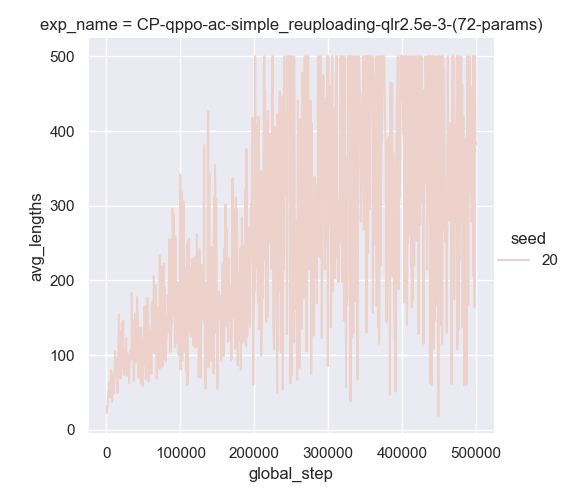 exp_name = CP-qppo-ac-simple_reuploading-qlr2.5e-3-(72-params)
500
400
300
200
100
0
avg_lengths
0 100000 200000 300000 400000 500000
global_step
seed
20